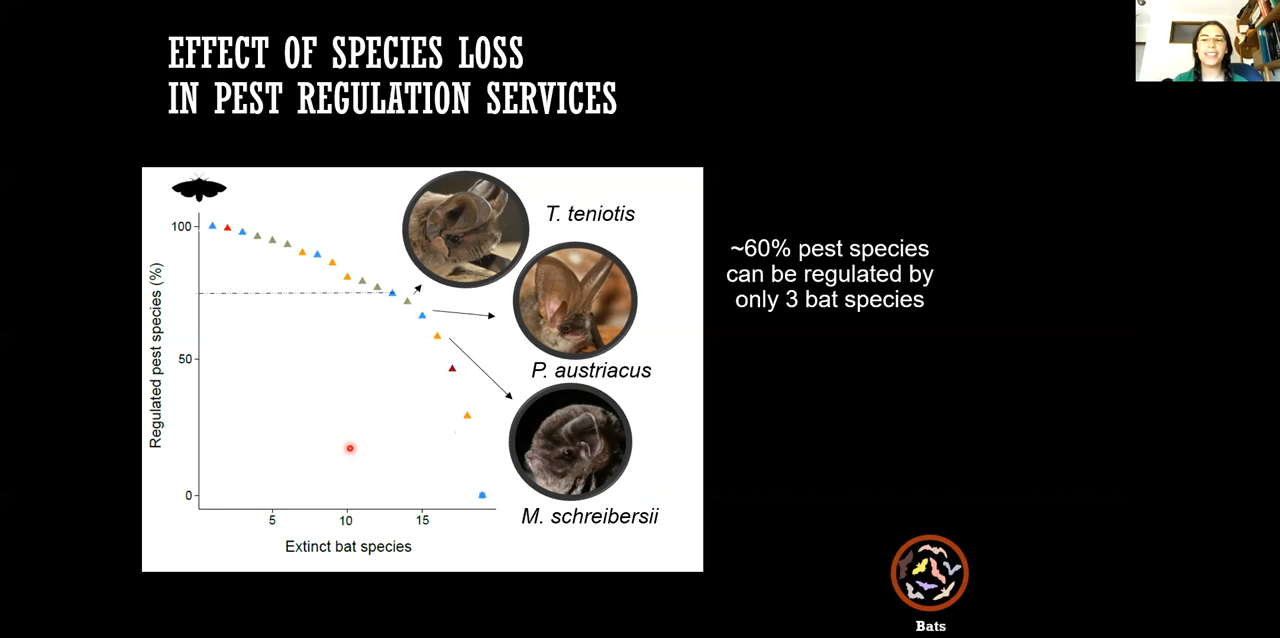 EFFECT OF SPECIES LOSS
IN PEST REGULATION SERVICES
T. teniotis
P. austriacus
M. schreibersii
Regulated pest species (%)
100
50
0
5
10
15
Extinct bat species
~60% pest species
can be regulated by
only 3 bat species
Bats